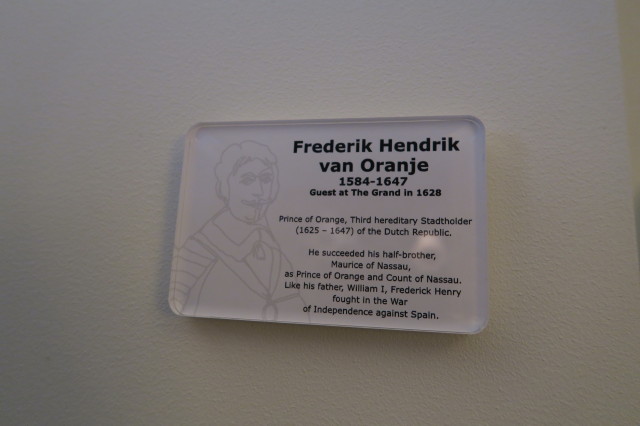 Frederik Hendrik
van Oranje
1584-1647
Guest at The Grand in 1628
Prince of Orange, Third hereditary Stadtholder
(1625 – 1647) of the Dutch Republic.
He succeeded his half-brother,
Maurice of Nassau,
as Prince of Orange and Count of Nassau.
Like his father, William I, Frederick Henry
fought in the War
of Independence against Spain.